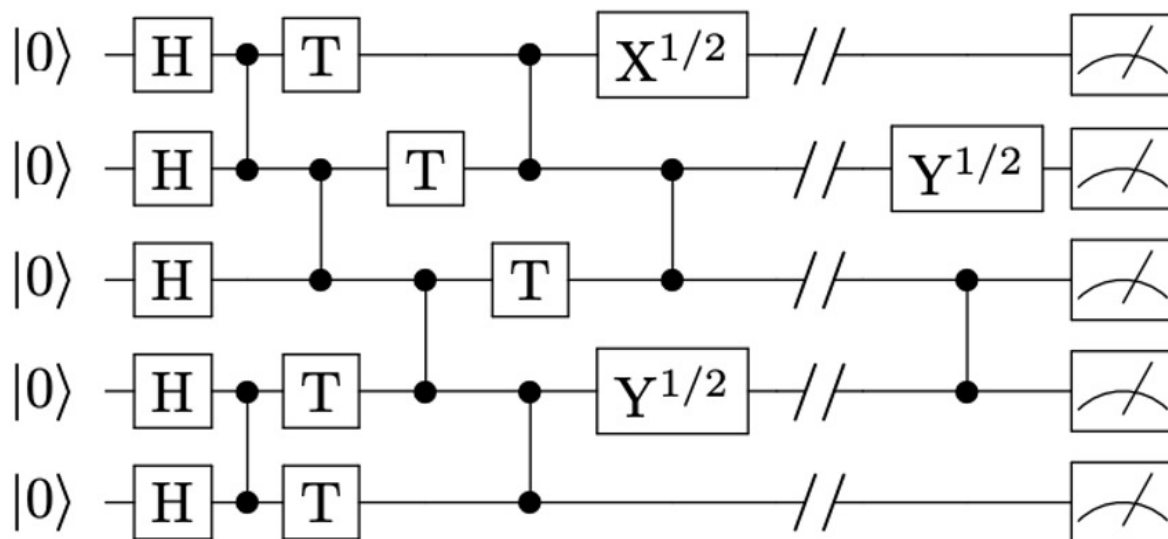 |0⟩ H T X^{1/2} //
|0⟩ H T // Y^{1/2}
|0⟩ H T //
|0⟩ H T Y^{1/2} //
|0⟩ H T //